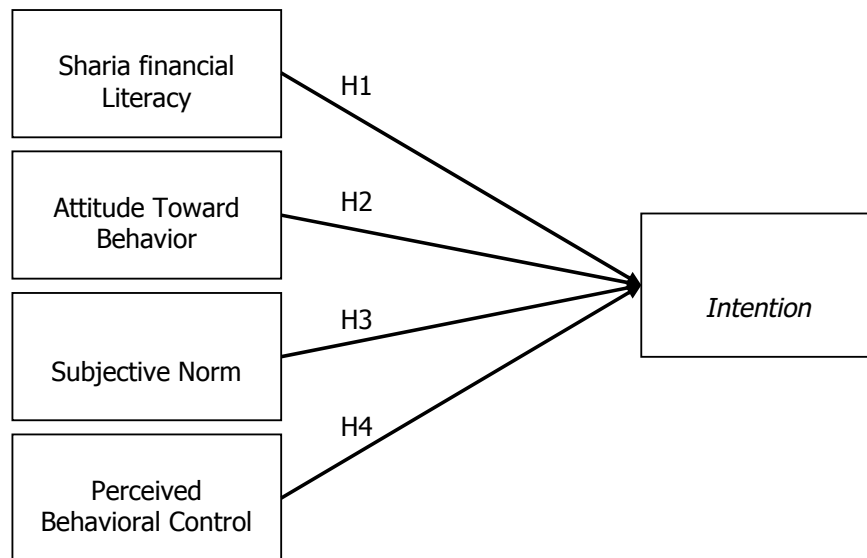 Sharia financial
Literacy
H1
Attitude Toward
Behavior
H2
Subjective Norm
H3
Perceived
Behavioral Control
H4
Intention